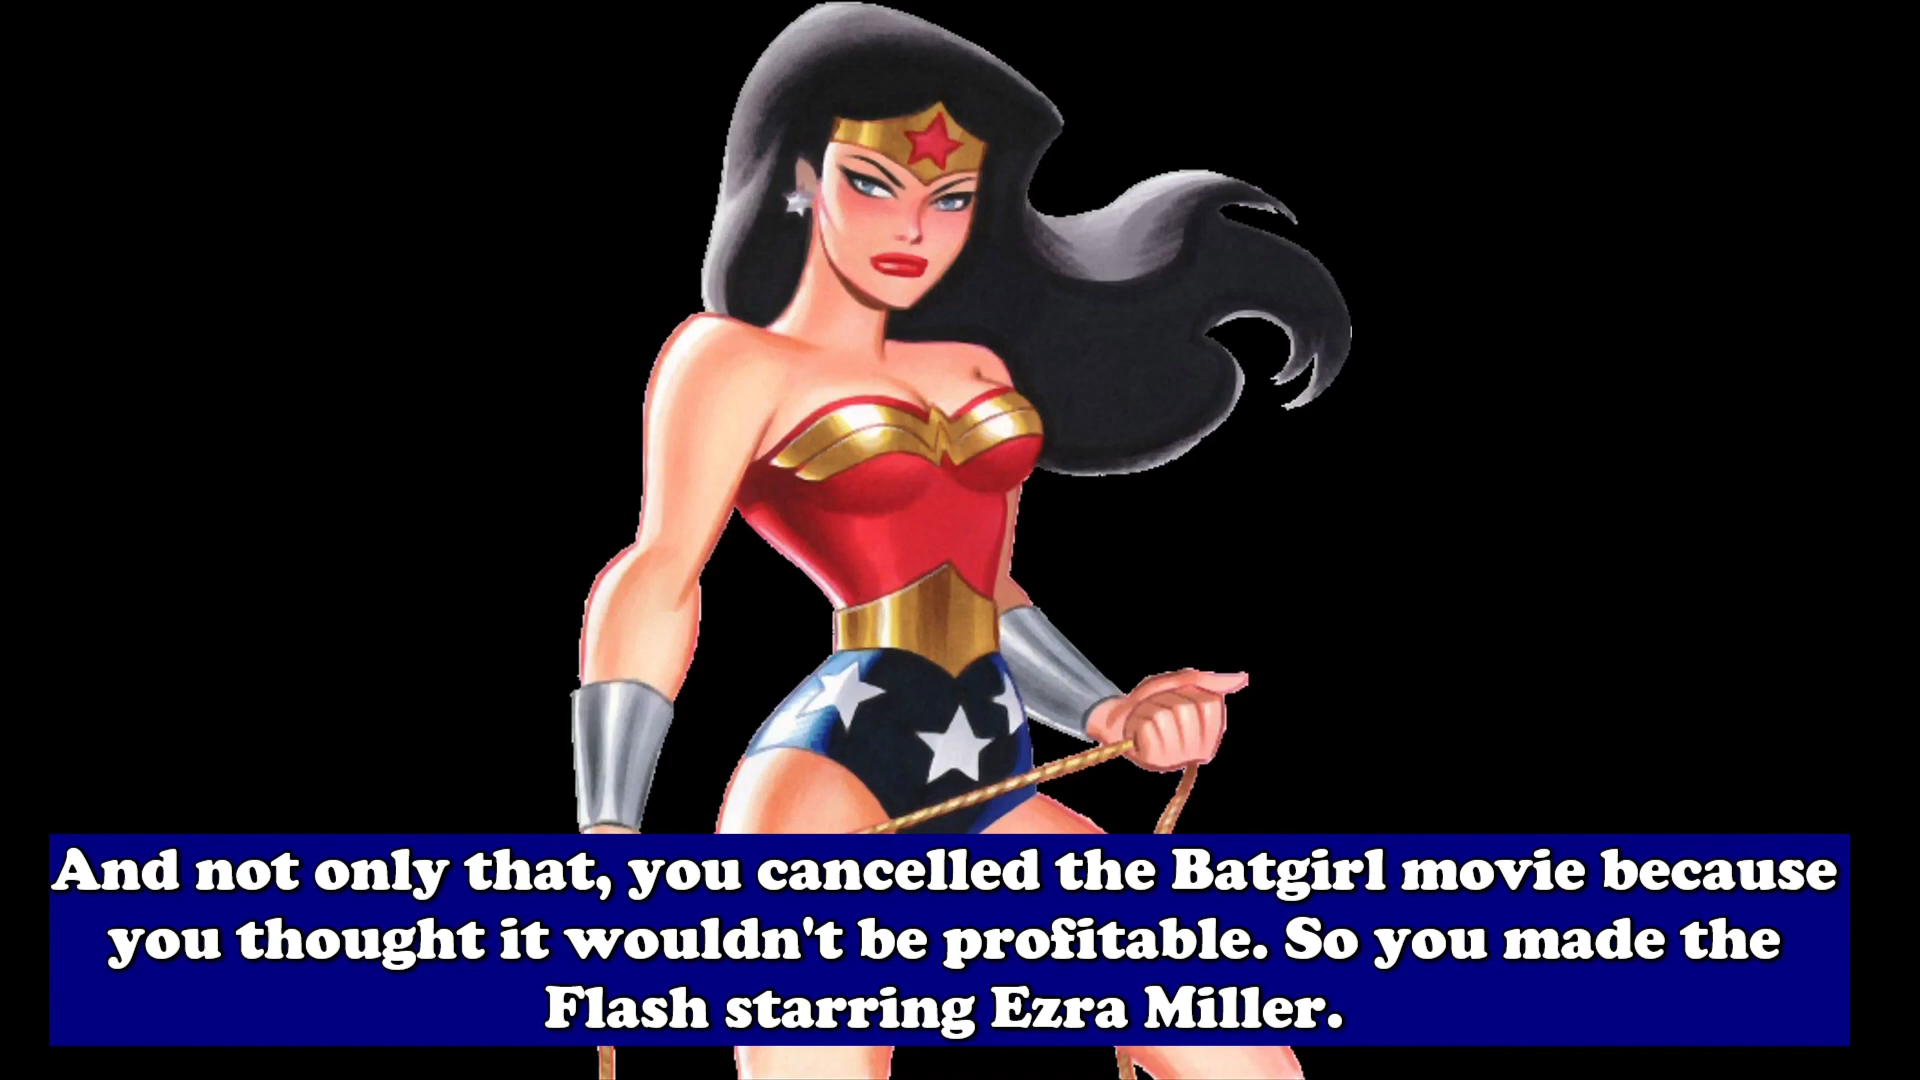 And not only that, you cancelled the Batgirl movie because
you thought it wouldn't be profitable. So you made the
Flash starring Ezra Miller.